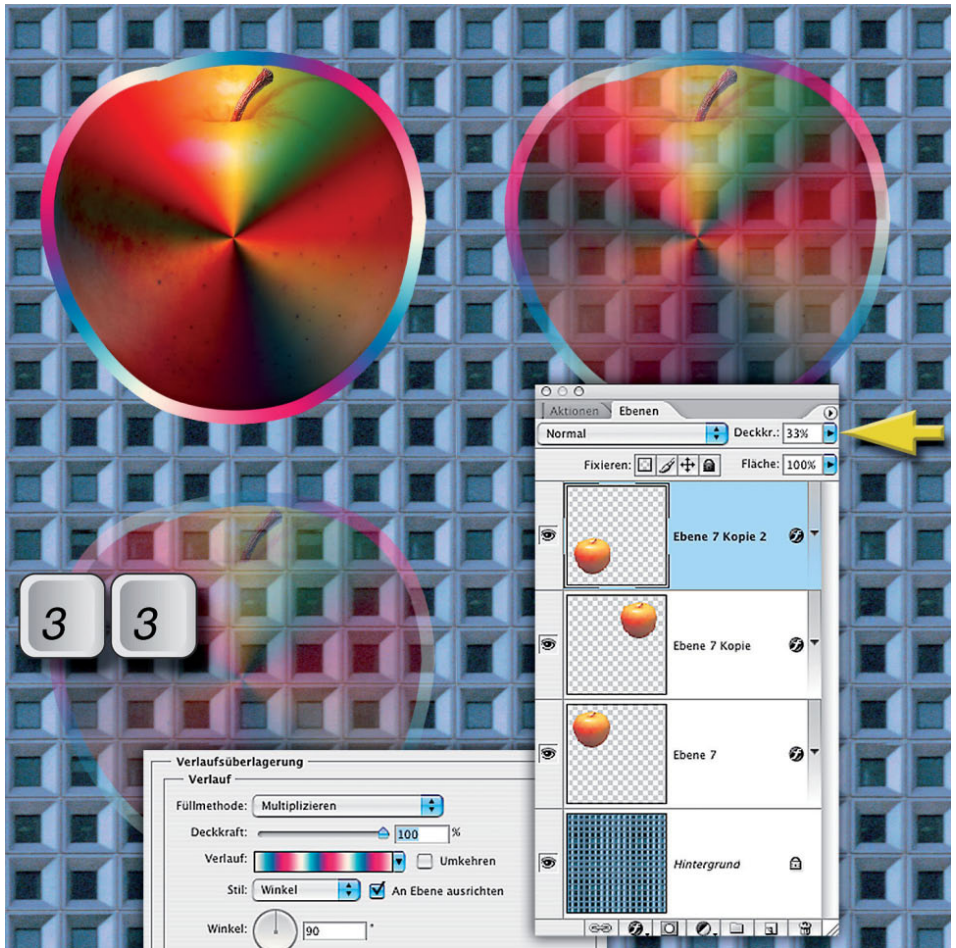 Aktionen Ebenen
Normal Deckkr.: 33%
Fixieren: Fläche: 100%
Ebene 7 Kopie 2
Ebene 7 Kopie
Ebene 7
Hintergrund
3 3
Verlaufsüberlagerung
Verlauf
Füllmethode: Multiplizieren
Deckkraft: 100 %
Verlauf: Umkehren
Stil: Winkel An Ebene ausrichten
Winkel: 90 °